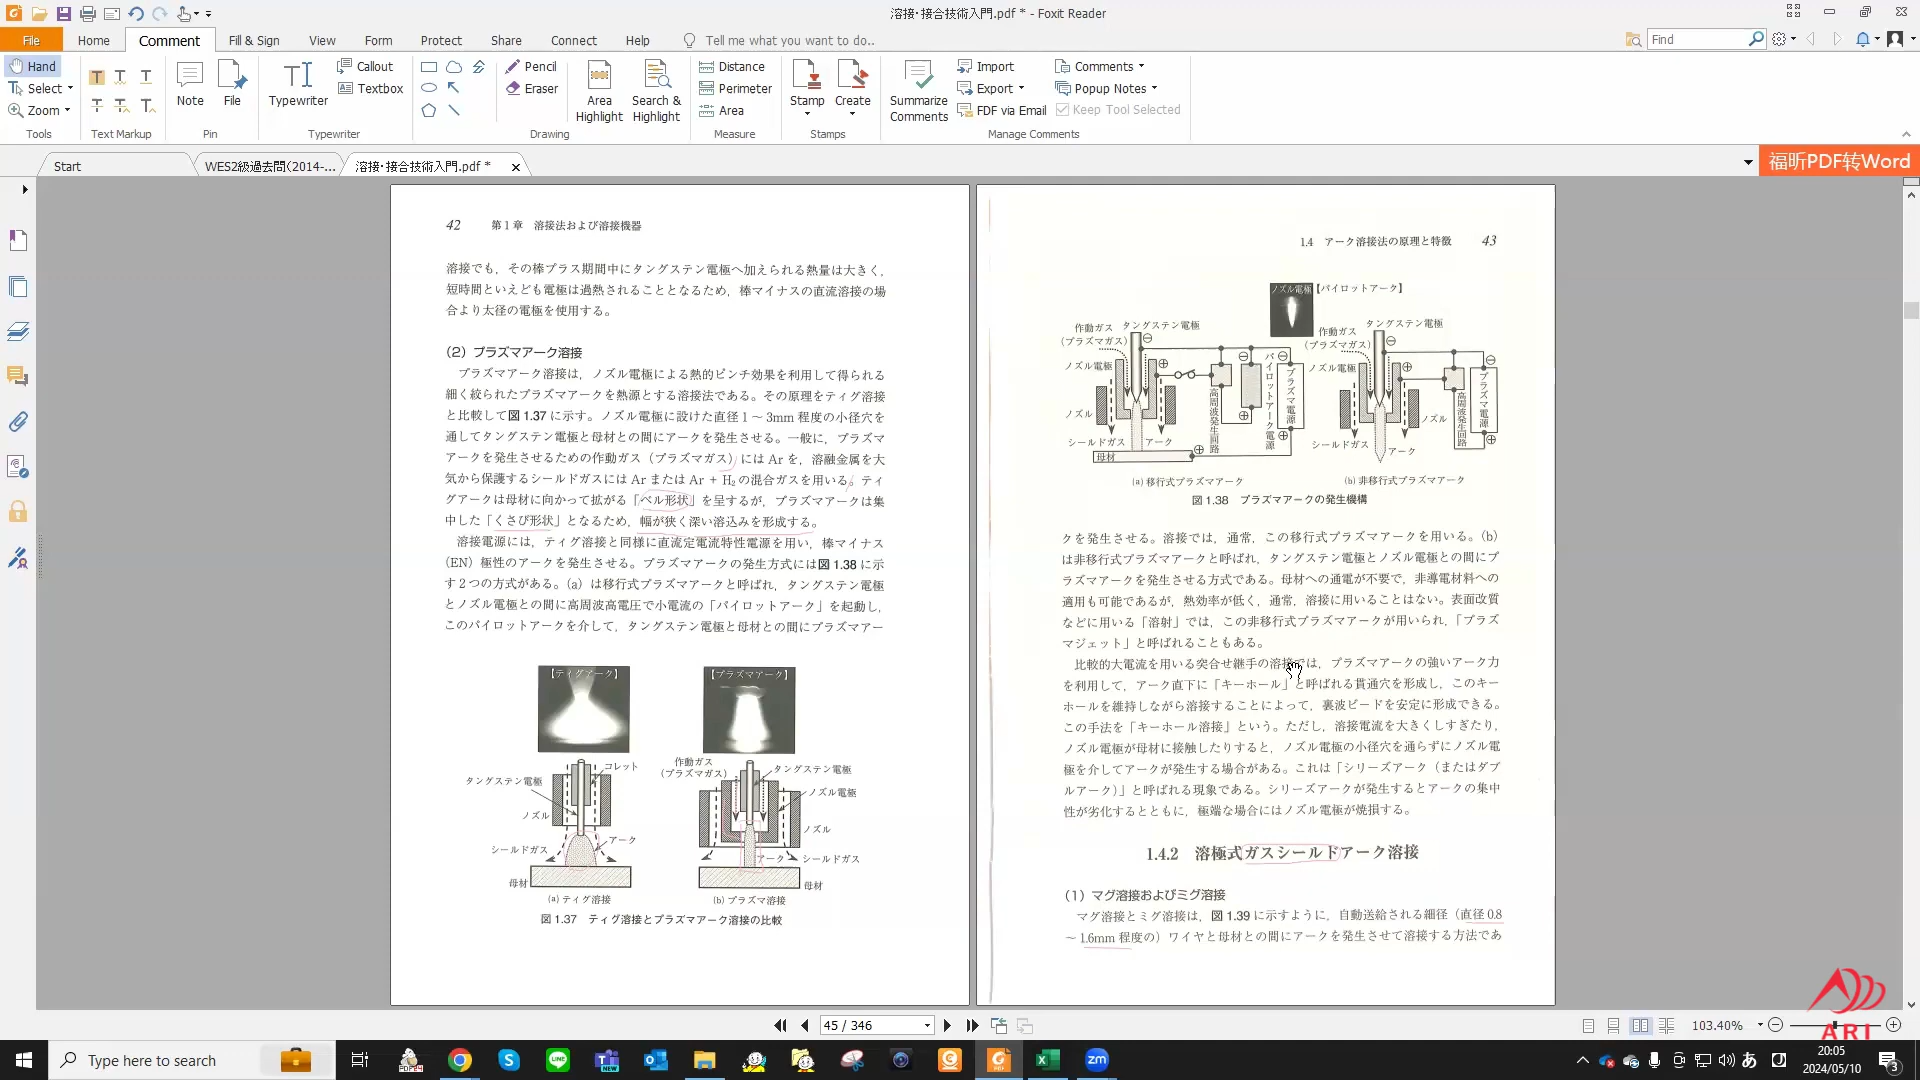 溶接・接合技術入門.pdf * - Foxit Reader
File
Home
Comment
Fill & Sign
View
Form
Protect
Share
Connect
Help
Tell me what you want to do..
Find
Hand
Select
Zoom
Tools
Text Markup
Note
File
Pin
Typewriter
Callout
Textbox
Typewriter
Pencil
Eraser
Drawing
Area Highlight
Search & Highlight
Distance
Perimeter
Area
Measure
Stamp
Create
Stamps
Summarize Comments
Import
Export
FDF via Email
Comments
Popup Notes
Keep Tool Selected
Manage Comments
Start
WES2級過去問(2014-...
溶接・接合技術入門.pdf *
福昕PDF转Word
42 第1章 溶接法および溶接機器
溶接でも，その棒プラス期間中にタングステン電極へ加えられる熱量は大きく，
短時間といえども電極は過熱されることとなるため，棒マイナスの直流溶接の場
合より太径の電極を使用する。
（2）プラズマアーク溶接
プラズマアーク溶接は，ノズル電極による熱的ピンチ効果を利用して得られる
細く絞られたプラズマアークを熱源とする溶接法である。その原理をティグ溶接
と比較して図1.37に示す。ノズル電極に設けた直径1～3mm程度の小径穴を
通してタングステン電極と母材との間にアークを発生させる。一般に，プラズマ
アークを発生させるための作動ガス（プラズマガス）にはArを，溶融金属を大
気から保護するシールドガスにはArまたはAr + H₂の混合ガスを用いる。ティ
グアークは母材に向かって拡がる「ベル形状」を呈するが，プラズマアークは集
中した「くさび形状」となるため，幅が狭く深い溶込みを形成する。
溶接電源には，ティグ溶接と同様に直流定電流特性電源を用い，棒マイナス
（EN）極性のアークを発生させる。プラズマアークの発生方式には図1.38に示
す2つの方式がある。（a）は移行式プラズマアークと呼ばれ，タングステン電極
とノズル電極との間に高周波高電圧で小電流の「パイロットアーク」を起動し，
このパイロットアークを介して，タングステン電極と母材との間にプラズマアー
【ティグアーク】
【プラズマアーク】
コレット
タングステン電極
ノズル
アーク
シールドガス
母材
(a) ティグ溶接
作動ガス
（プラズマガス）
タングステン電極
ノズル電極
ノズル
アーク
シールドガス
母材
(b) プラズマ溶接
図1.37 ティグ溶接とプラズマアーク溶接の比較
1.4 アーク溶接法の原理と特徴 43
ノズル電極
【パイロットアーク】
作動ガス
（プラズマガス）
タングステン電極
ノズル電極
ノズル
シールドガス
アーク
母材
高周波発生回路
パイロットアーク電源
プラズマ電源
(a) 移行式プラズマアーク
作動ガス
（プラズマガス）
タングステン電極
ノズル電極
ノズル
シールドガス
アーク
高周波発生回路
プラズマ電源
(b) 非移行式プラズマアーク
図1.38 プラズマアークの発生機構
クを発生させる。溶接では，通常，この移行式プラズマアークを用いる。（b）
は非移行式プラズマアークと呼ばれ，タングステン電極とノズル電極との間にプ
ラズマアークを発生させる方式である。母材への通電が不要で，非導電材料への
適用も可能であるが，熱効率が低く，通常，溶接に用いることはない。表面改質
などに用いる「溶射」では，この非移行式プラズマアークが用いられ，「プラズ
マジェット」と呼ばれることもある。
比較的大電流を用いる突合せ継手の溶接では，プラズマアークの強いアーク力
を利用して，アーク直下に「キーホール」と呼ばれる貫通穴を形成し，このキー
ホールを維持しながら溶接することによって，裏波ビードを安定に形成できる。
この手法を「キーホール溶接」という。ただし，溶接電流を大きくしすぎたり，
ノズル電極が母材に接触したりすると，ノズル電極の小径穴を通らずにノズル電
極を介してアークが発生する場合がある。これは「シリーズアーク（またはダブ
ルアーク）」と呼ばれる現象である。シリーズアークが発生するとアークの集中
性が劣化するとともに，極端な場合にはノズル電極が焼損する。
1.4.2 溶極式ガスシールドアーク溶接
（1）マグ溶接およびミグ溶接
マグ溶接とミグ溶接は，図1.39に示すように，自動送給される細径（直径0.8
～1.6mm程度の）ワイヤと母材との間にアークを発生させて溶接する方法であ
45 / 346
103.40%
ARI
Type here to search
20:05
2024/05/10